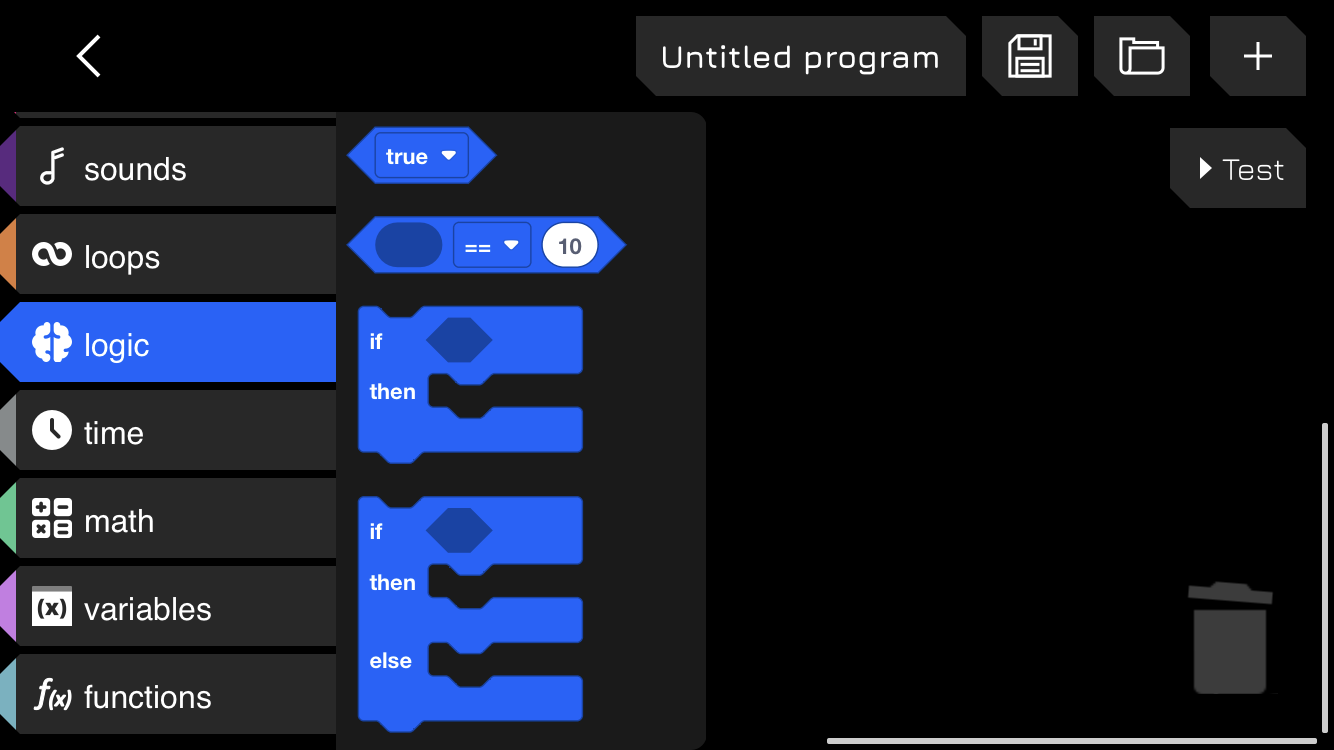 Untitled program
Test
sounds
loops
logic
time
math
(x) variables
f(x) functions
true
== 10
if
then
if
then
else